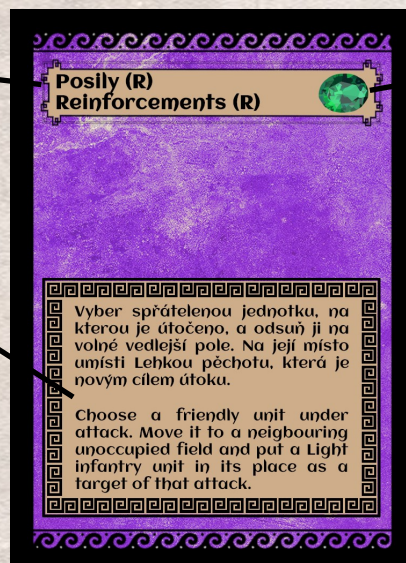 Posily (R)
Reinforcements (R)
Vyber spřátelenou jednotku, na
kterou je útočeno, a odsuň ji na
volné vedlejší pole. Na její místo
umísti Lehkou pěchotu, která je
novým cílem útoku.
Choose a friendly unit under
attack. Move it to a neigbouring
unoccupied field and put a Light
infantry unit in its place as a
target of that attack.